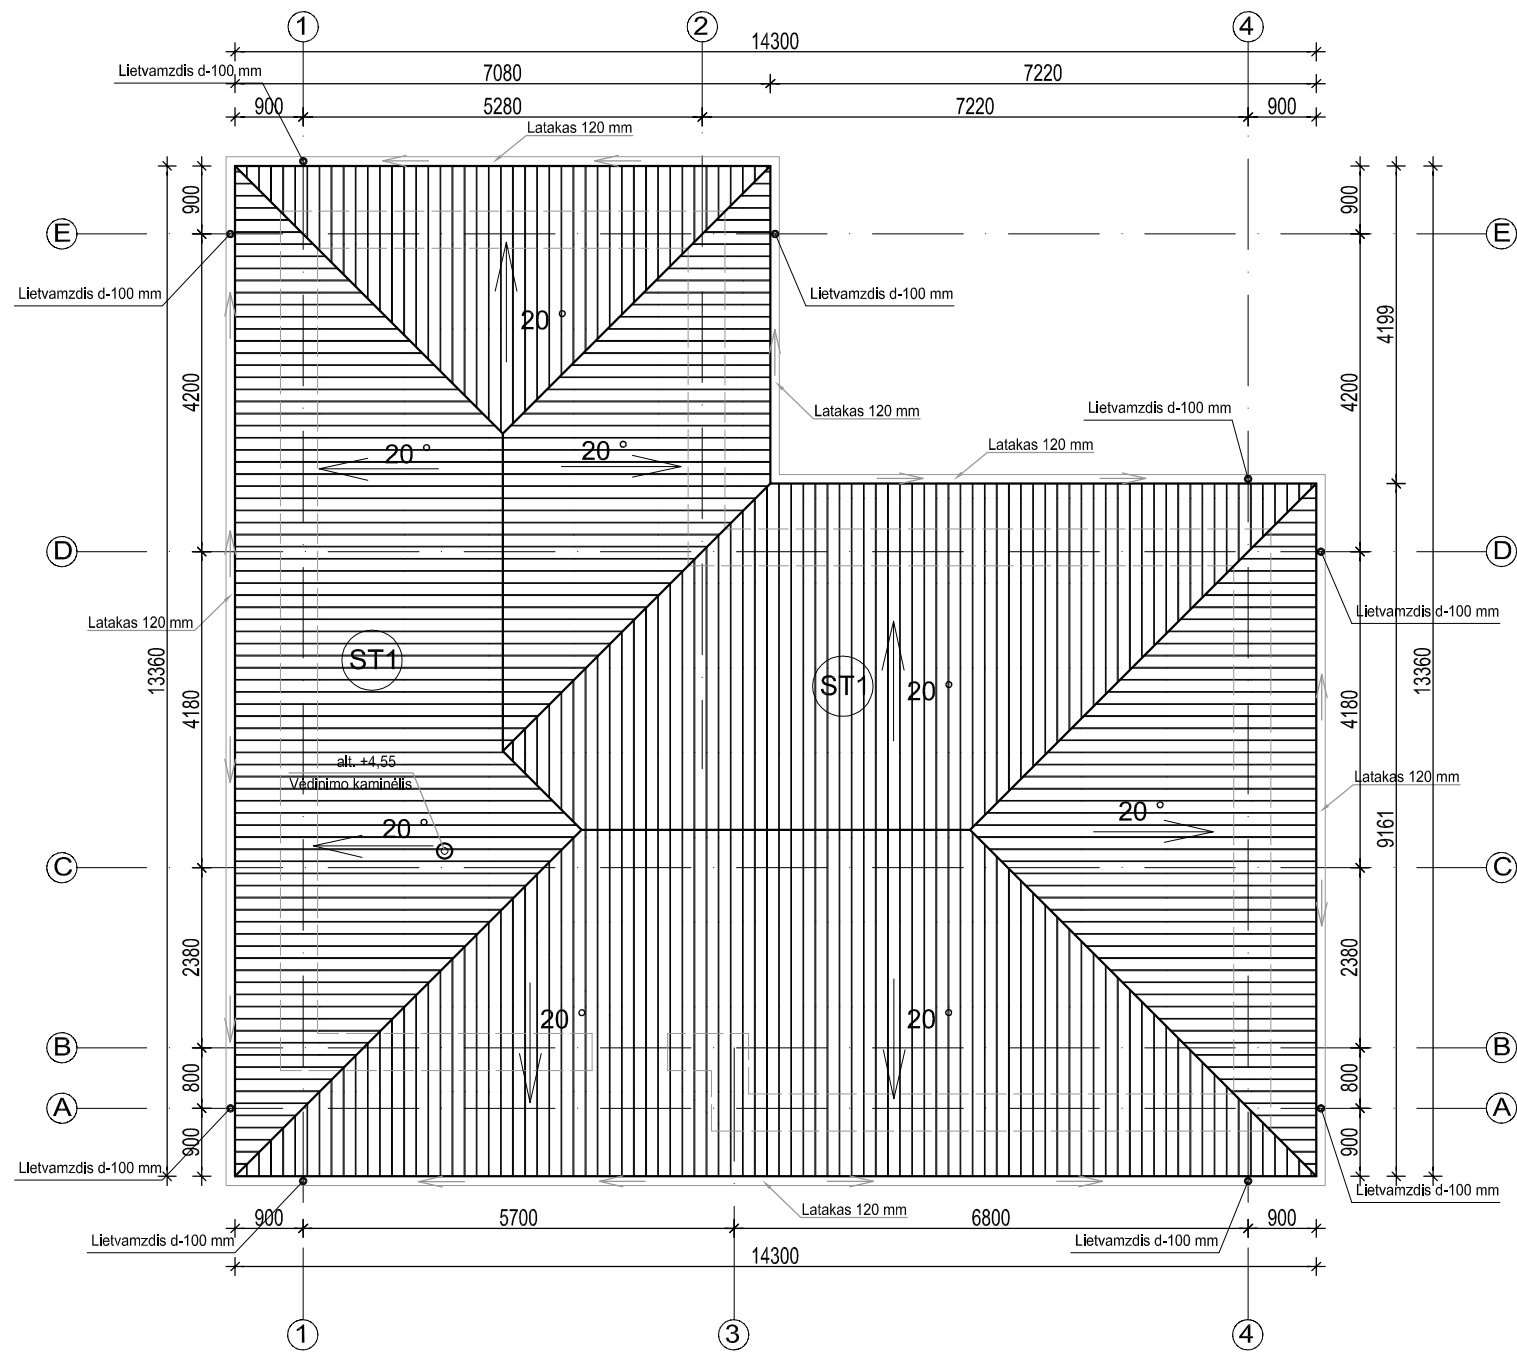 1
2
4
14300
Lietvamzdis d-100 mm
7080
7220
900
5280
7220
900
Latakas 120 mm
900
900
E
E
Lietvamzdis d-100 mm
Lietvamzdis d-100 mm
20 °
4199
4200
4200
Latakas 120 mm
Lietvamzdis d-100 mm
Latakas 120 mm
20 °
20 °
D
D
Latakas 120 mm
Lietvamzdis d-100 mm
13360
ST1
ST1
20 °
13360
4180
4180
alt. +4,55
Vėdinimo kaminėlis
Latakas 120 mm
20 °
20 °
9161
C
C
2380
2380
20 °
20 °
B
B
800
800
A
A
900
900
Lietvamzdis d-100 mm
Lietvamzdis d-100 mm
Latakas 120 mm
900
5700
6800
900
Lietvamzdis d-100 mm
Lietvamzdis d-100 mm
14300
1
3
4